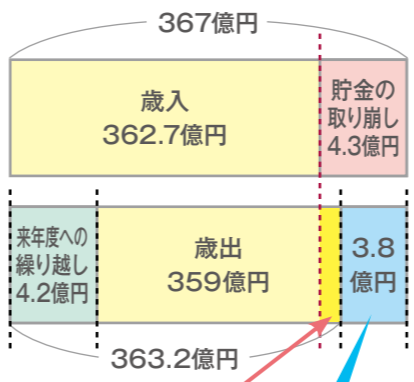 367億円
歳入
362.7億円
貯金の
取り崩し
4.3億円
来年度への
繰り越し
4.2億円
歳出
359億円
3.8
億円
363.2億円